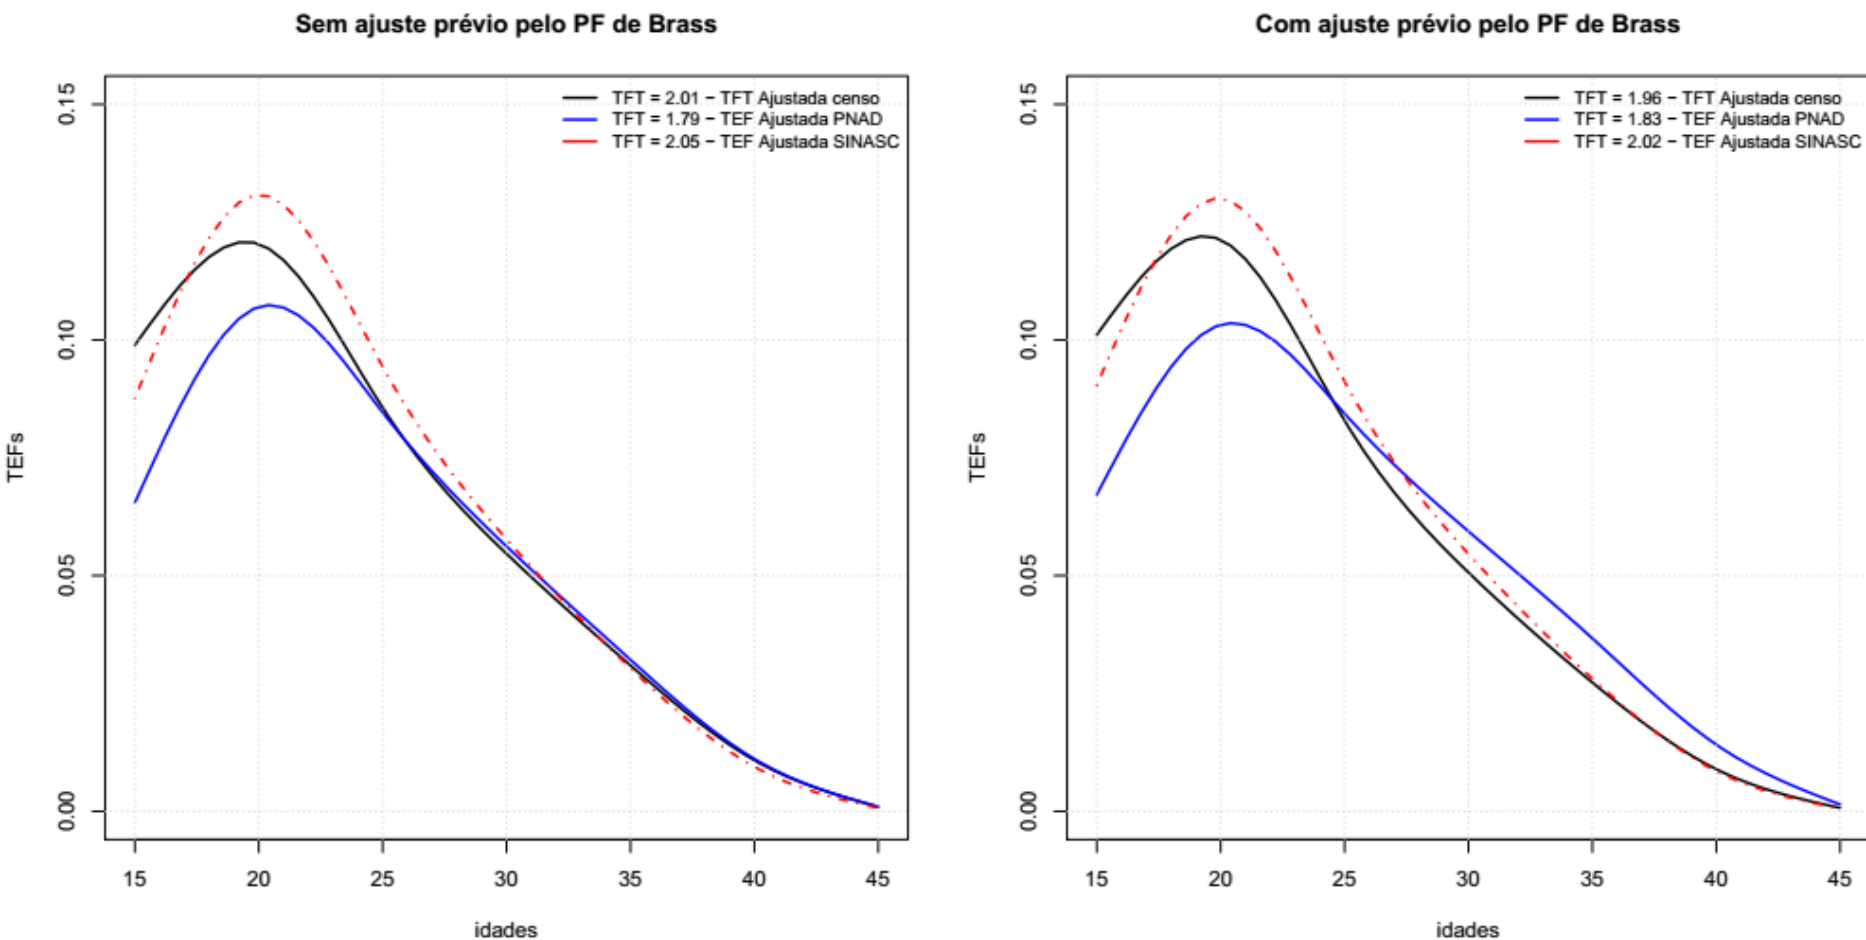 Sem ajuste prévio pelo PF de Brass
TFT = 2.01 − TFT Ajustada censo
TFT = 1.79 − TEF Ajustada PNAD
TFT = 2.05 − TEF Ajustada SINASC
TEFs
0.15
0.10
0.05
0.00
15 20 25 30 35 40 45
idades
Com ajuste prévio pelo PF de Brass
TFT = 1.96 − TFT Ajustada censo
TFT = 1.83 − TEF Ajustada PNAD
TFT = 2.02 − TEF Ajustada SINASC
TEFs
0.15
0.10
0.05
0.00
15 20 25 30 35 40 45
idades